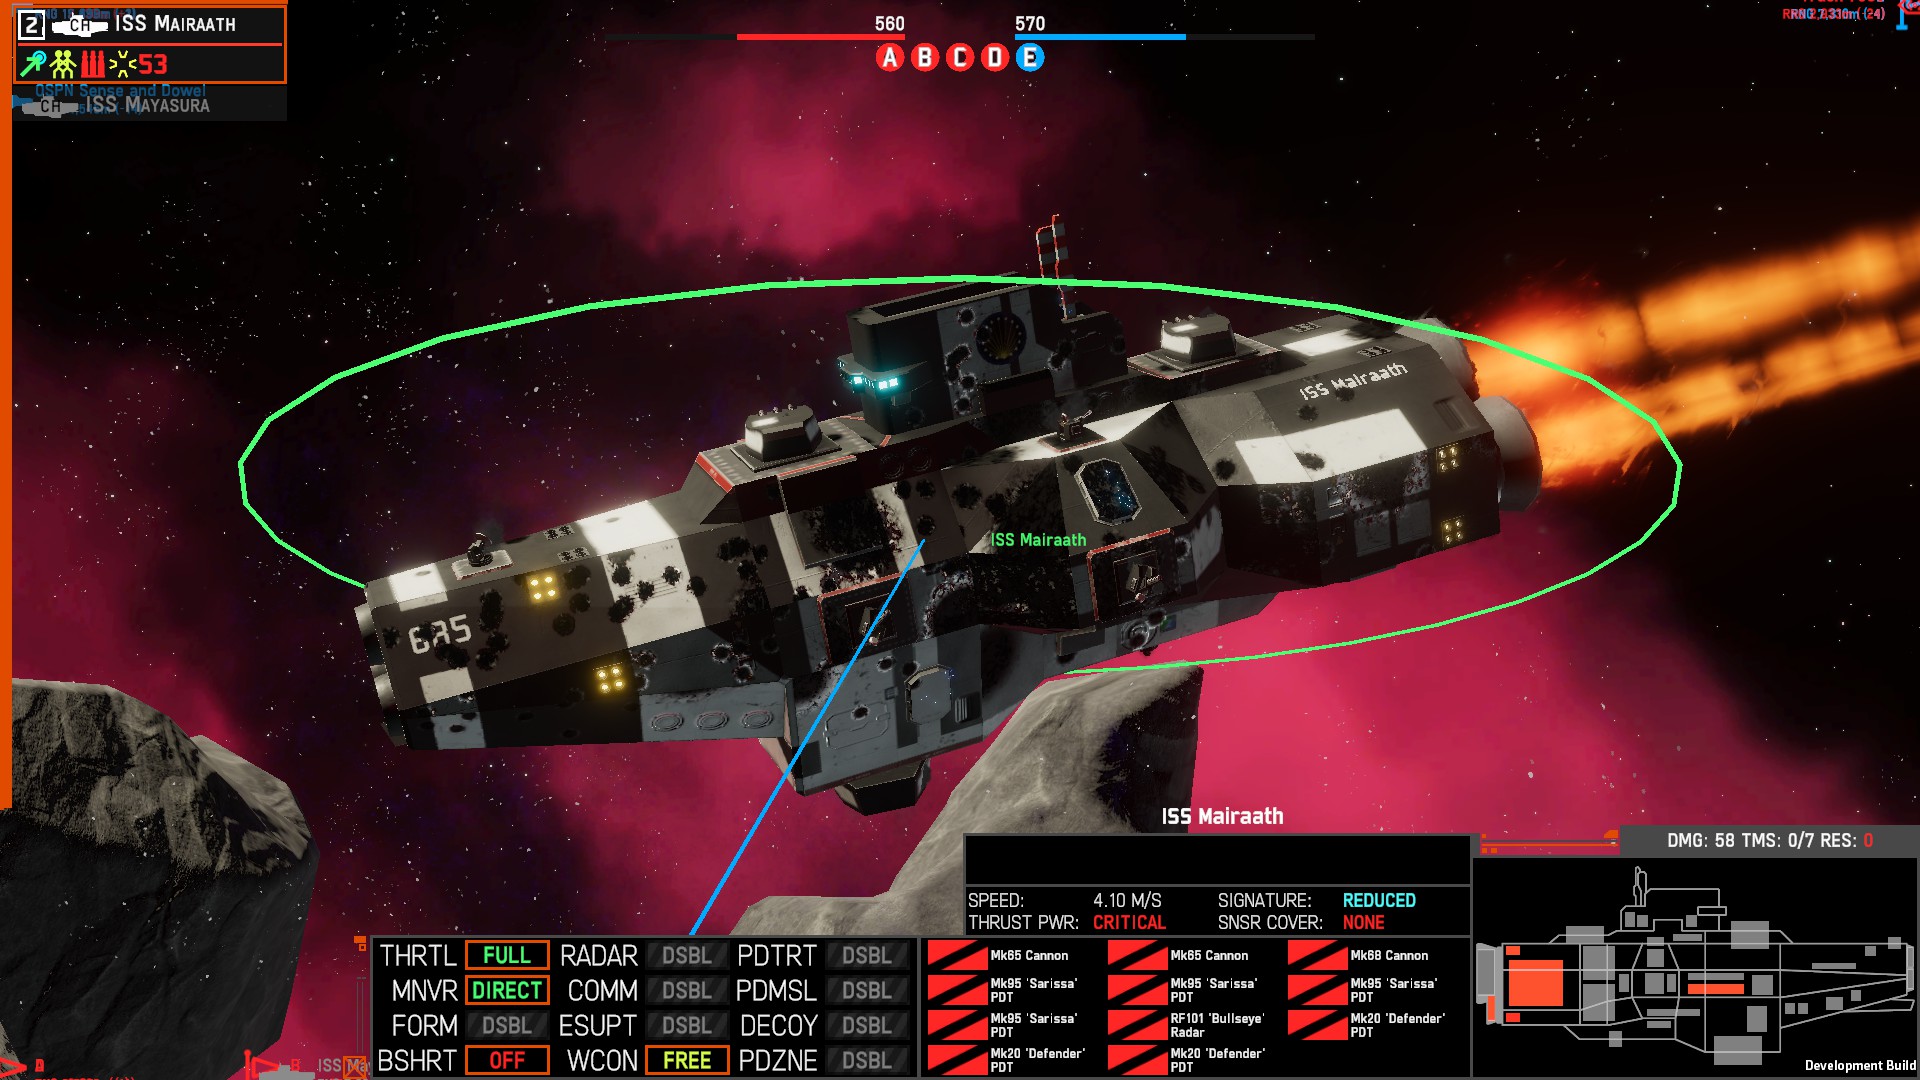 2 CH ISS MAIRAATH
53
OSPN Sense and Dowel
CH ISS MAYASURA
560 570
A B C D E
ISS Mairaath
685
ISS Mairaath
ISS Mairaath
DMG: 58 TMS: 0/7 RES: 0
SPEED: 4.10 M/S SIGNATURE: REDUCED
THRUST PWR: CRITICAL SNSR COVER: NONE
THRTL FULL RADAR DSBL PDTRT DSBL
MNVR DIRECT COMM DSBL PDMSL DSBL
FORM DSBL ESUPT DSBL DECOY DSBL
BSHRT OFF WCON FREE PDZNE DSBL
Mk65 Cannon Mk65 Cannon Mk68 Cannon
Mk95 'Sarissa' PDT Mk95 'Sarissa' PDT Mk95 'Sarissa' PDT
Mk95 'Sarissa' PDT RF101 'Bullseye' Radar Mk20 'Defender' PDT
Mk20 'Defender' PDT Mk20 'Defender' PDT
B ISS Ma
Development Build